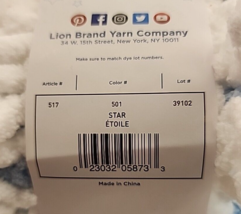 Lion Brand Yarn Company
34 W. 15th Street, New York, NY 10011
Make sure to match dye lot numbers.
Article # Color # Lot #
517 501 39102
STAR
ÉTOILE
0 23032 05873 3
Made in China